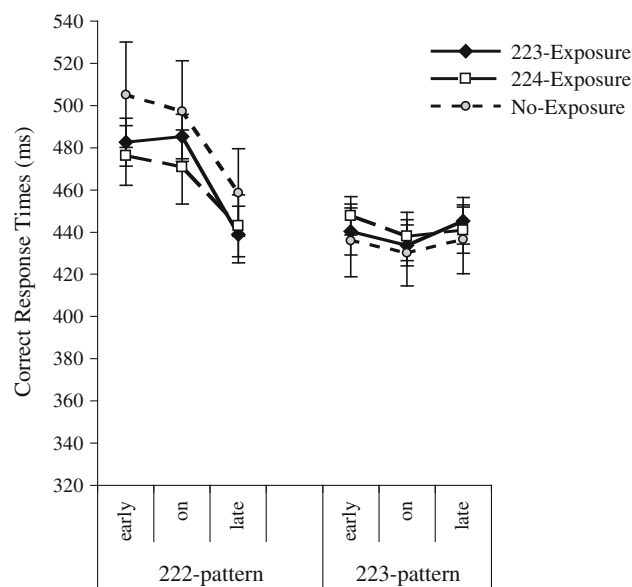 540
520
500
480
460
440
420
400
380
360
340
320
Correct Response Times (ms)
223-Exposure
224-Exposure
No-Exposure
early
on
late
early
on
late
222-pattern
223-pattern